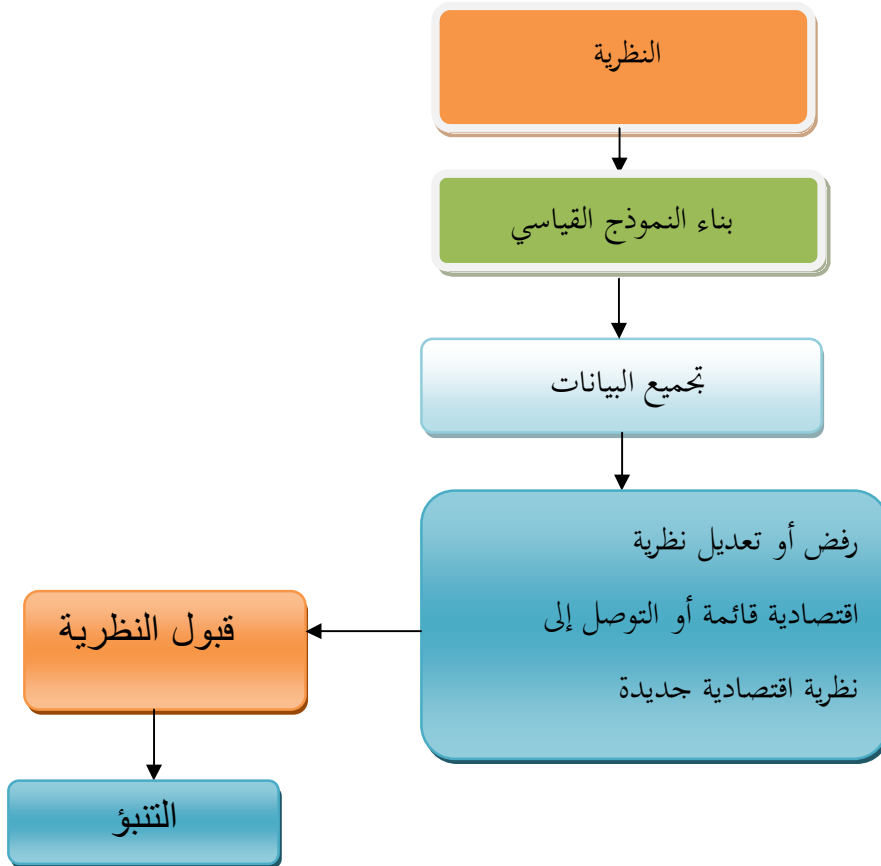 النظرية
بناء النموذج القياسي
تجميع البيانات
رفض أو تعديل نظرية
اقتصادية قائمة أو التوصل إلى
نظرية اقتصادية جديدة
قبول النظرية
التنبؤ